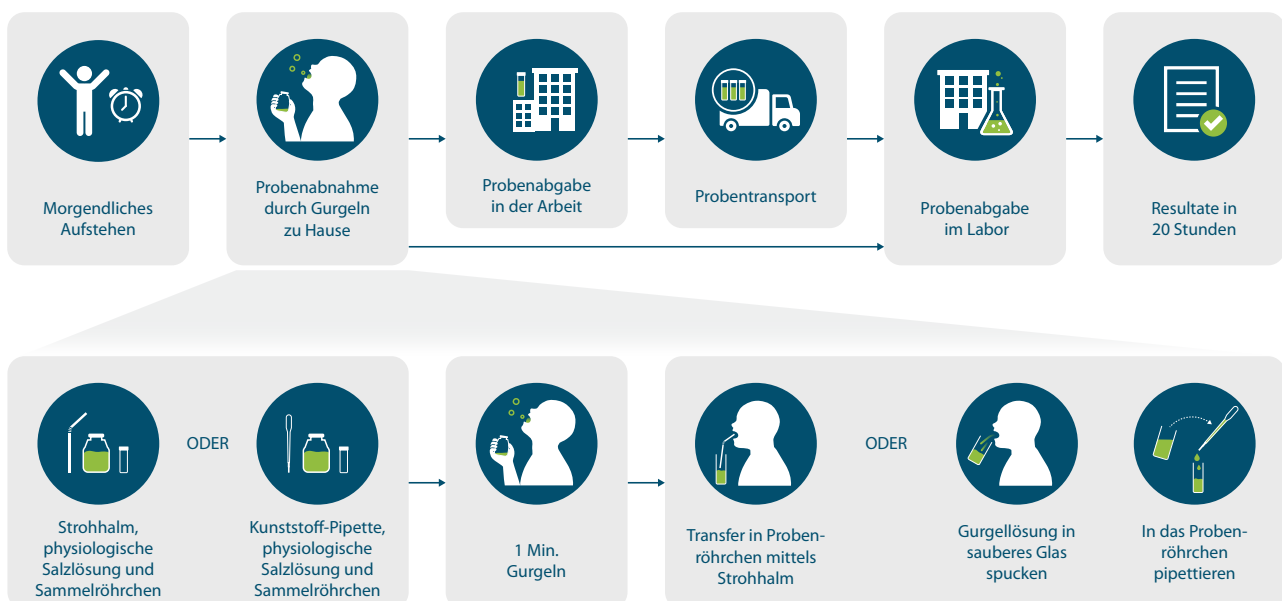 Morgendliches
Aufstehen
Probenabnahme
durch Gurgeln
zu Hause
Probenabgabe
in der Arbeit
Probentransport
Probenabgabe
im Labor
Resultate in
20 Stunden
Strohhalm,
physiologische
Salzlösung und
Sammelröhrchen
ODER
Kunststoff-Pipette,
physiologische
Salzlösung und
Sammelröhrchen
1 Min.
Gurgeln
Transfer in Proben-
röhrchen mittels
Strohhalm
ODER
Gurgellösung in
sauberes Glas
spucken
In das Proben-
röhrchen
pipettieren